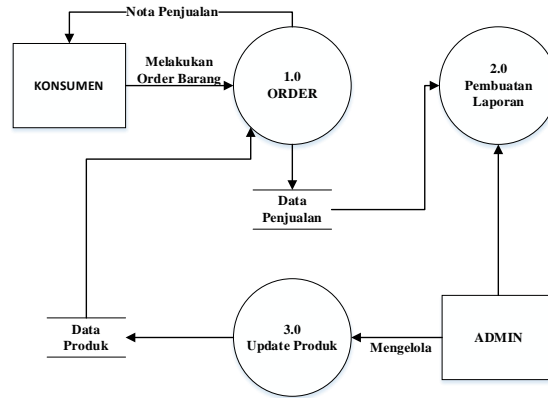 Nota Penjualan
KONSUMEN
Melakukan
Order Barang
1.0
ORDER
2.0
Pembuatan
Laporan
Data
Penjualan
Data
Produk
3.0
Update Produk
Mengelola
ADMIN